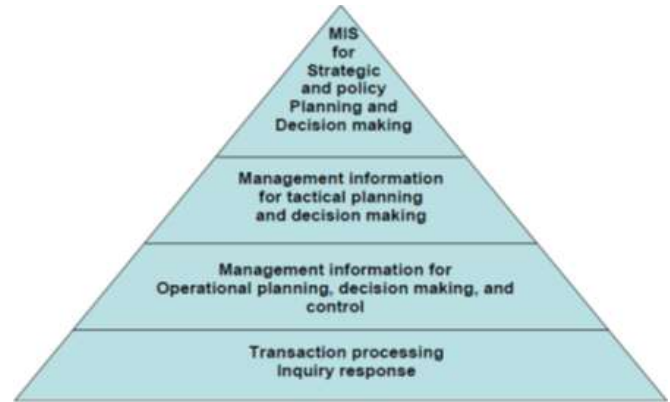 MIS
for
Strategic
and policy
Planning and
Decision making
Management information
for tactical planning
and decision making
Management information for
Operational planning, decision making, and
control
Transaction processing
Inquiry response